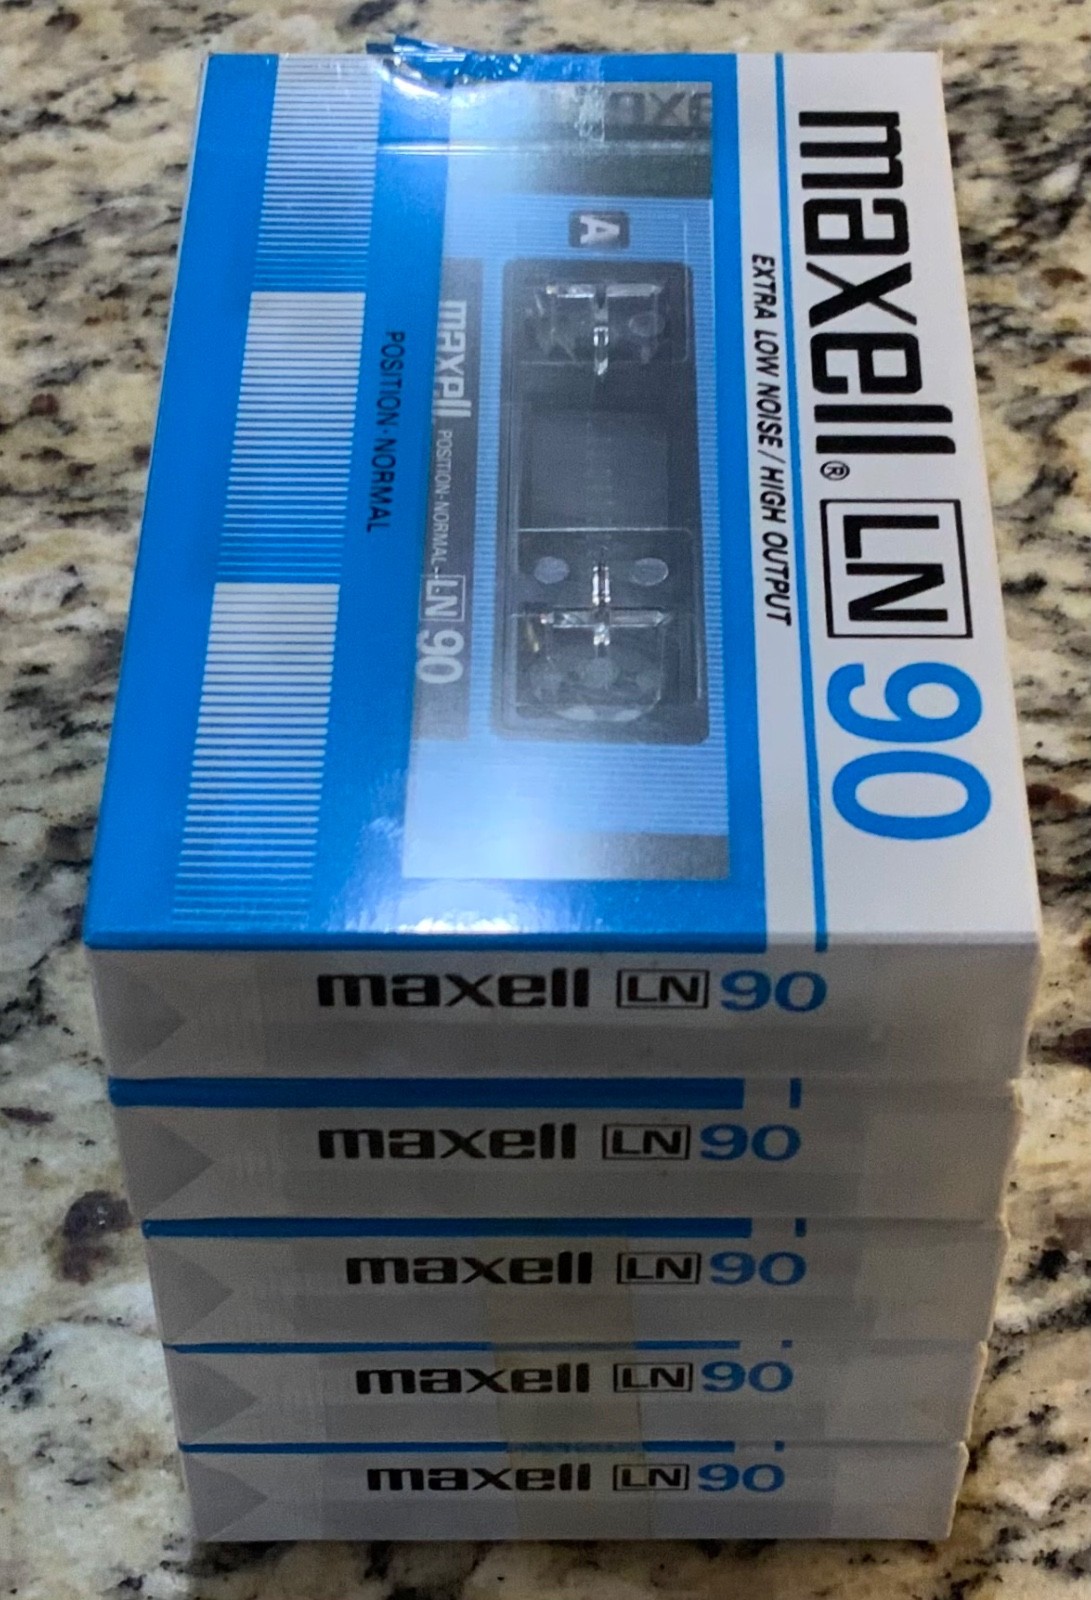 maxell® LN 90
EXTRA LOW NOISE/HIGH OUTPUT
A
maxell POSITION·NORMAL LN 90
POSITION·NORMAL
maxell LN 90
maxell LN 90
maxell LN 90
maxell LN 90
maxell LN 90